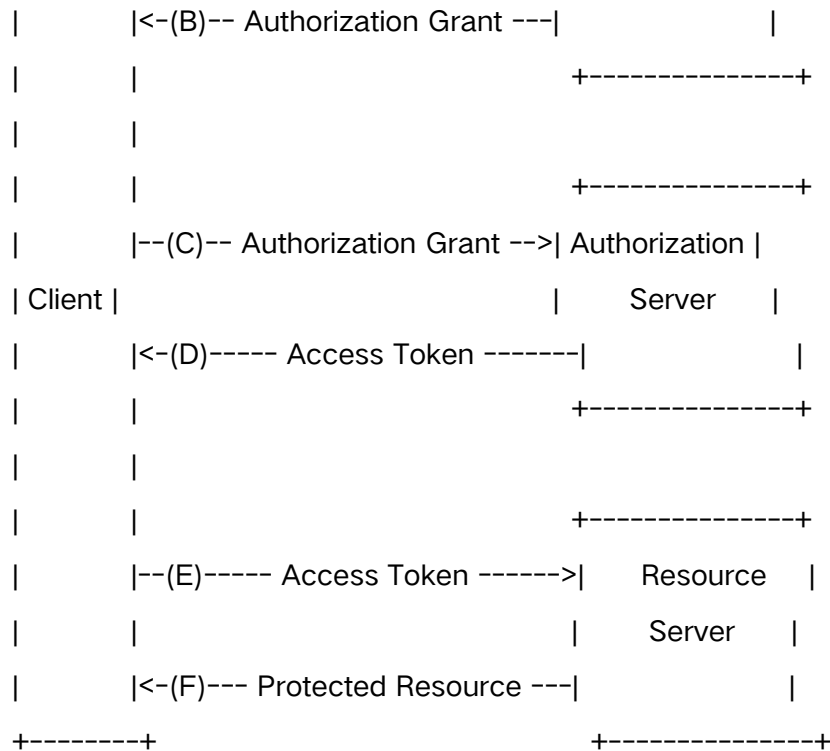 |        |<-(B)-- Authorization Grant ---|               |
|        |                               +---------------+
|        |
|        |                               +---------------+
|        |--(C)-- Authorization Grant -->| Authorization |
| Client |                               |     Server    |
|        |<-(D)----- Access Token -------|               |
|        |                               +---------------+
|        |
|        |                               +---------------+
|        |--(E)----- Access Token ------>|    Resource   |
|        |                               |     Server    |
|        |<-(F)--- Protected Resource ---|               |
+--------+                               +---------------+